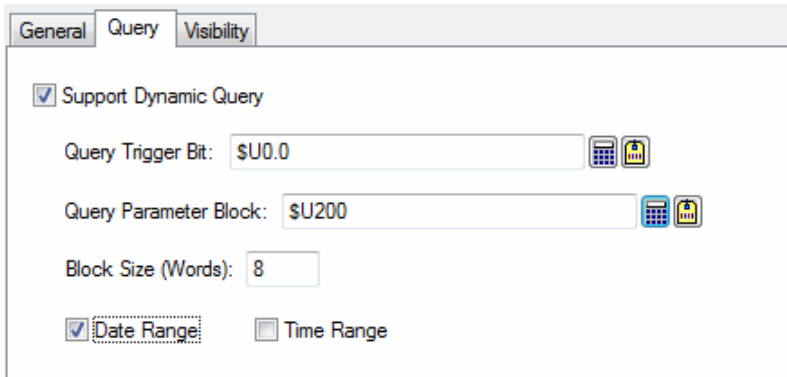 General Query Visibility
Support Dynamic Query
Query Trigger Bit: $U0.0
Query Parameter Block: $U200
Block Size (Words): 8
Date Range Time Range